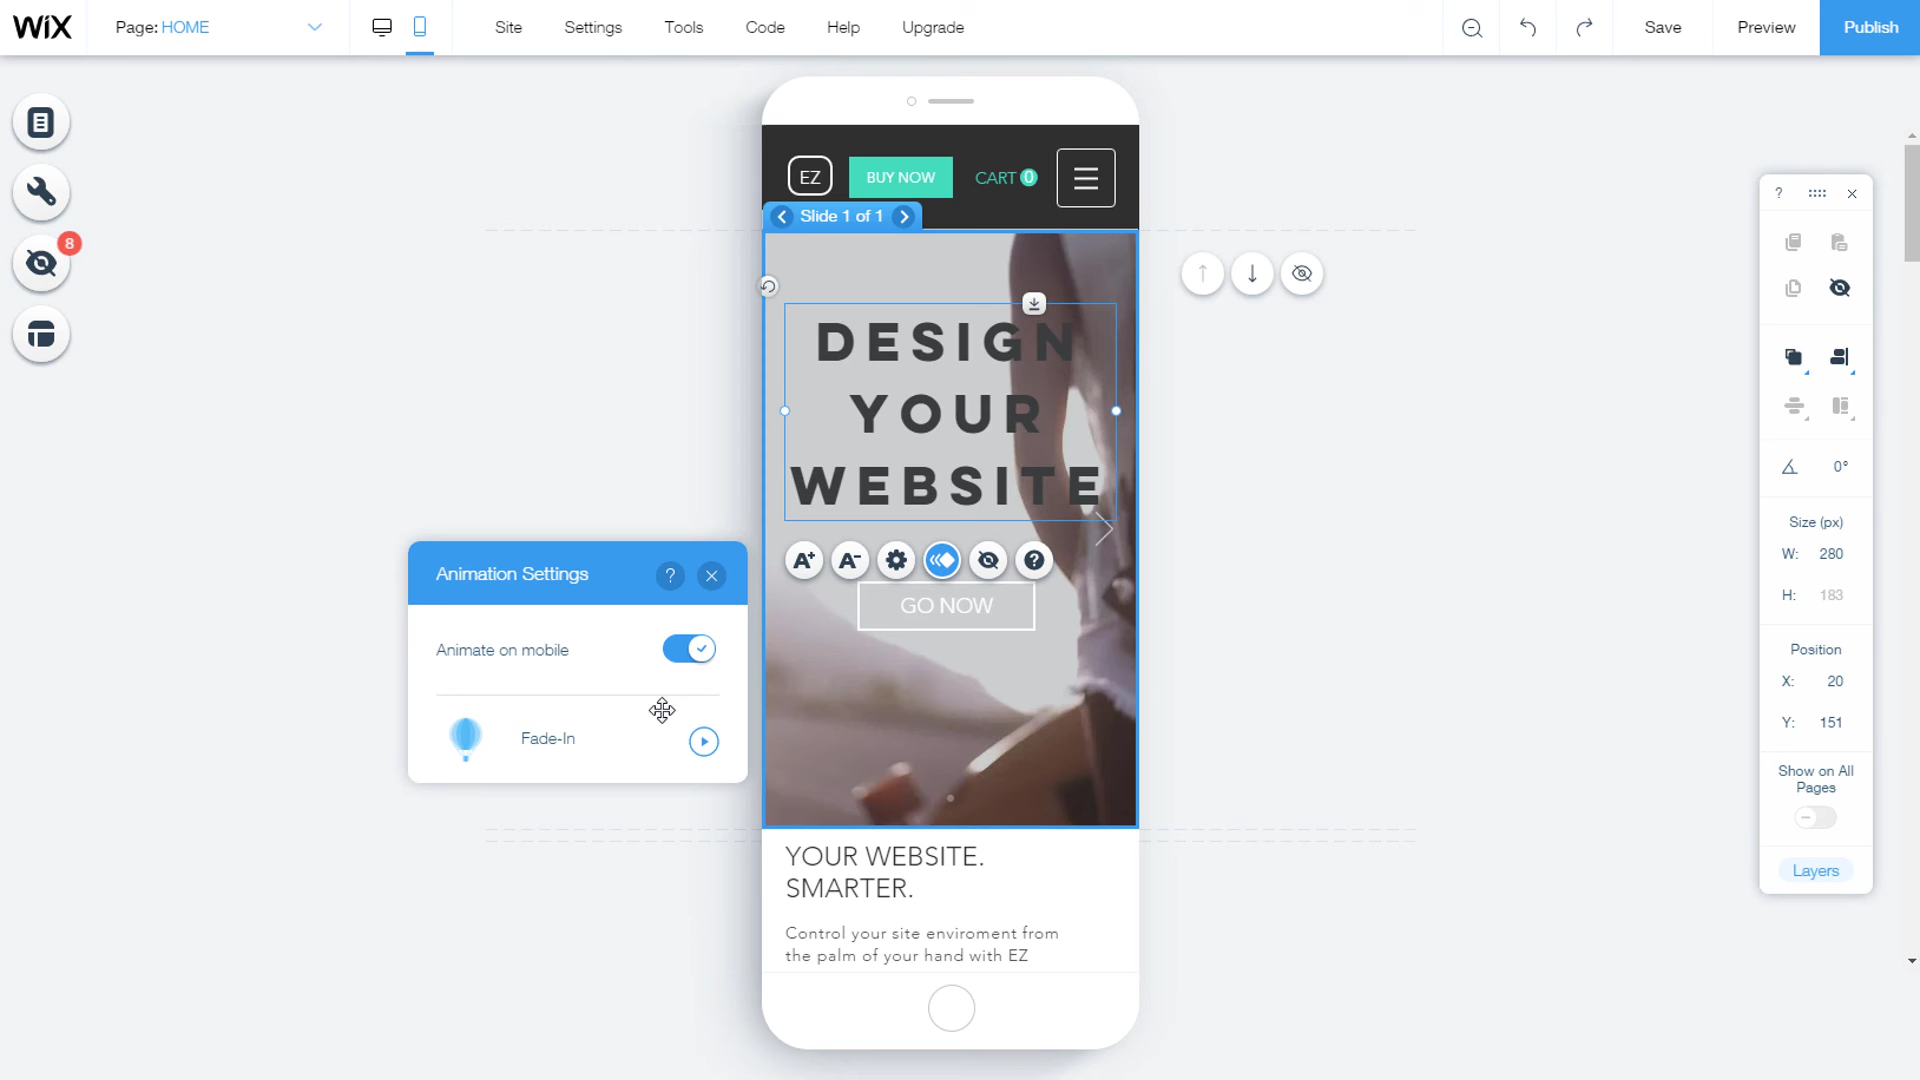 WiX
Page: HOME
Site
Settings
Tools
Code
Help
Upgrade
Save
Preview
Publish
8
EZ
BUY NOW
CART 0
Slide 1 of 1
DESIGN
YOUR
WEBSITE
A+
A-
?
GO NOW
Animation Settings
?
Animate on mobile
Fade-In
YOUR WEBSITE.
SMARTER.
Control your site enviroment from
the palm of your hand with EZ
?
0°
Size (px)
W: 280
H: 183
Position
X: 20
Y: 151
Show on All
Pages
Layers